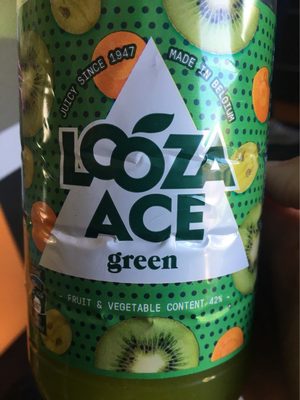 JUICY SINCE 1947
MADE IN BELGIUM
LOOZA
ACE
green
- FRUIT & VEGETABLE CONTENT 42% -